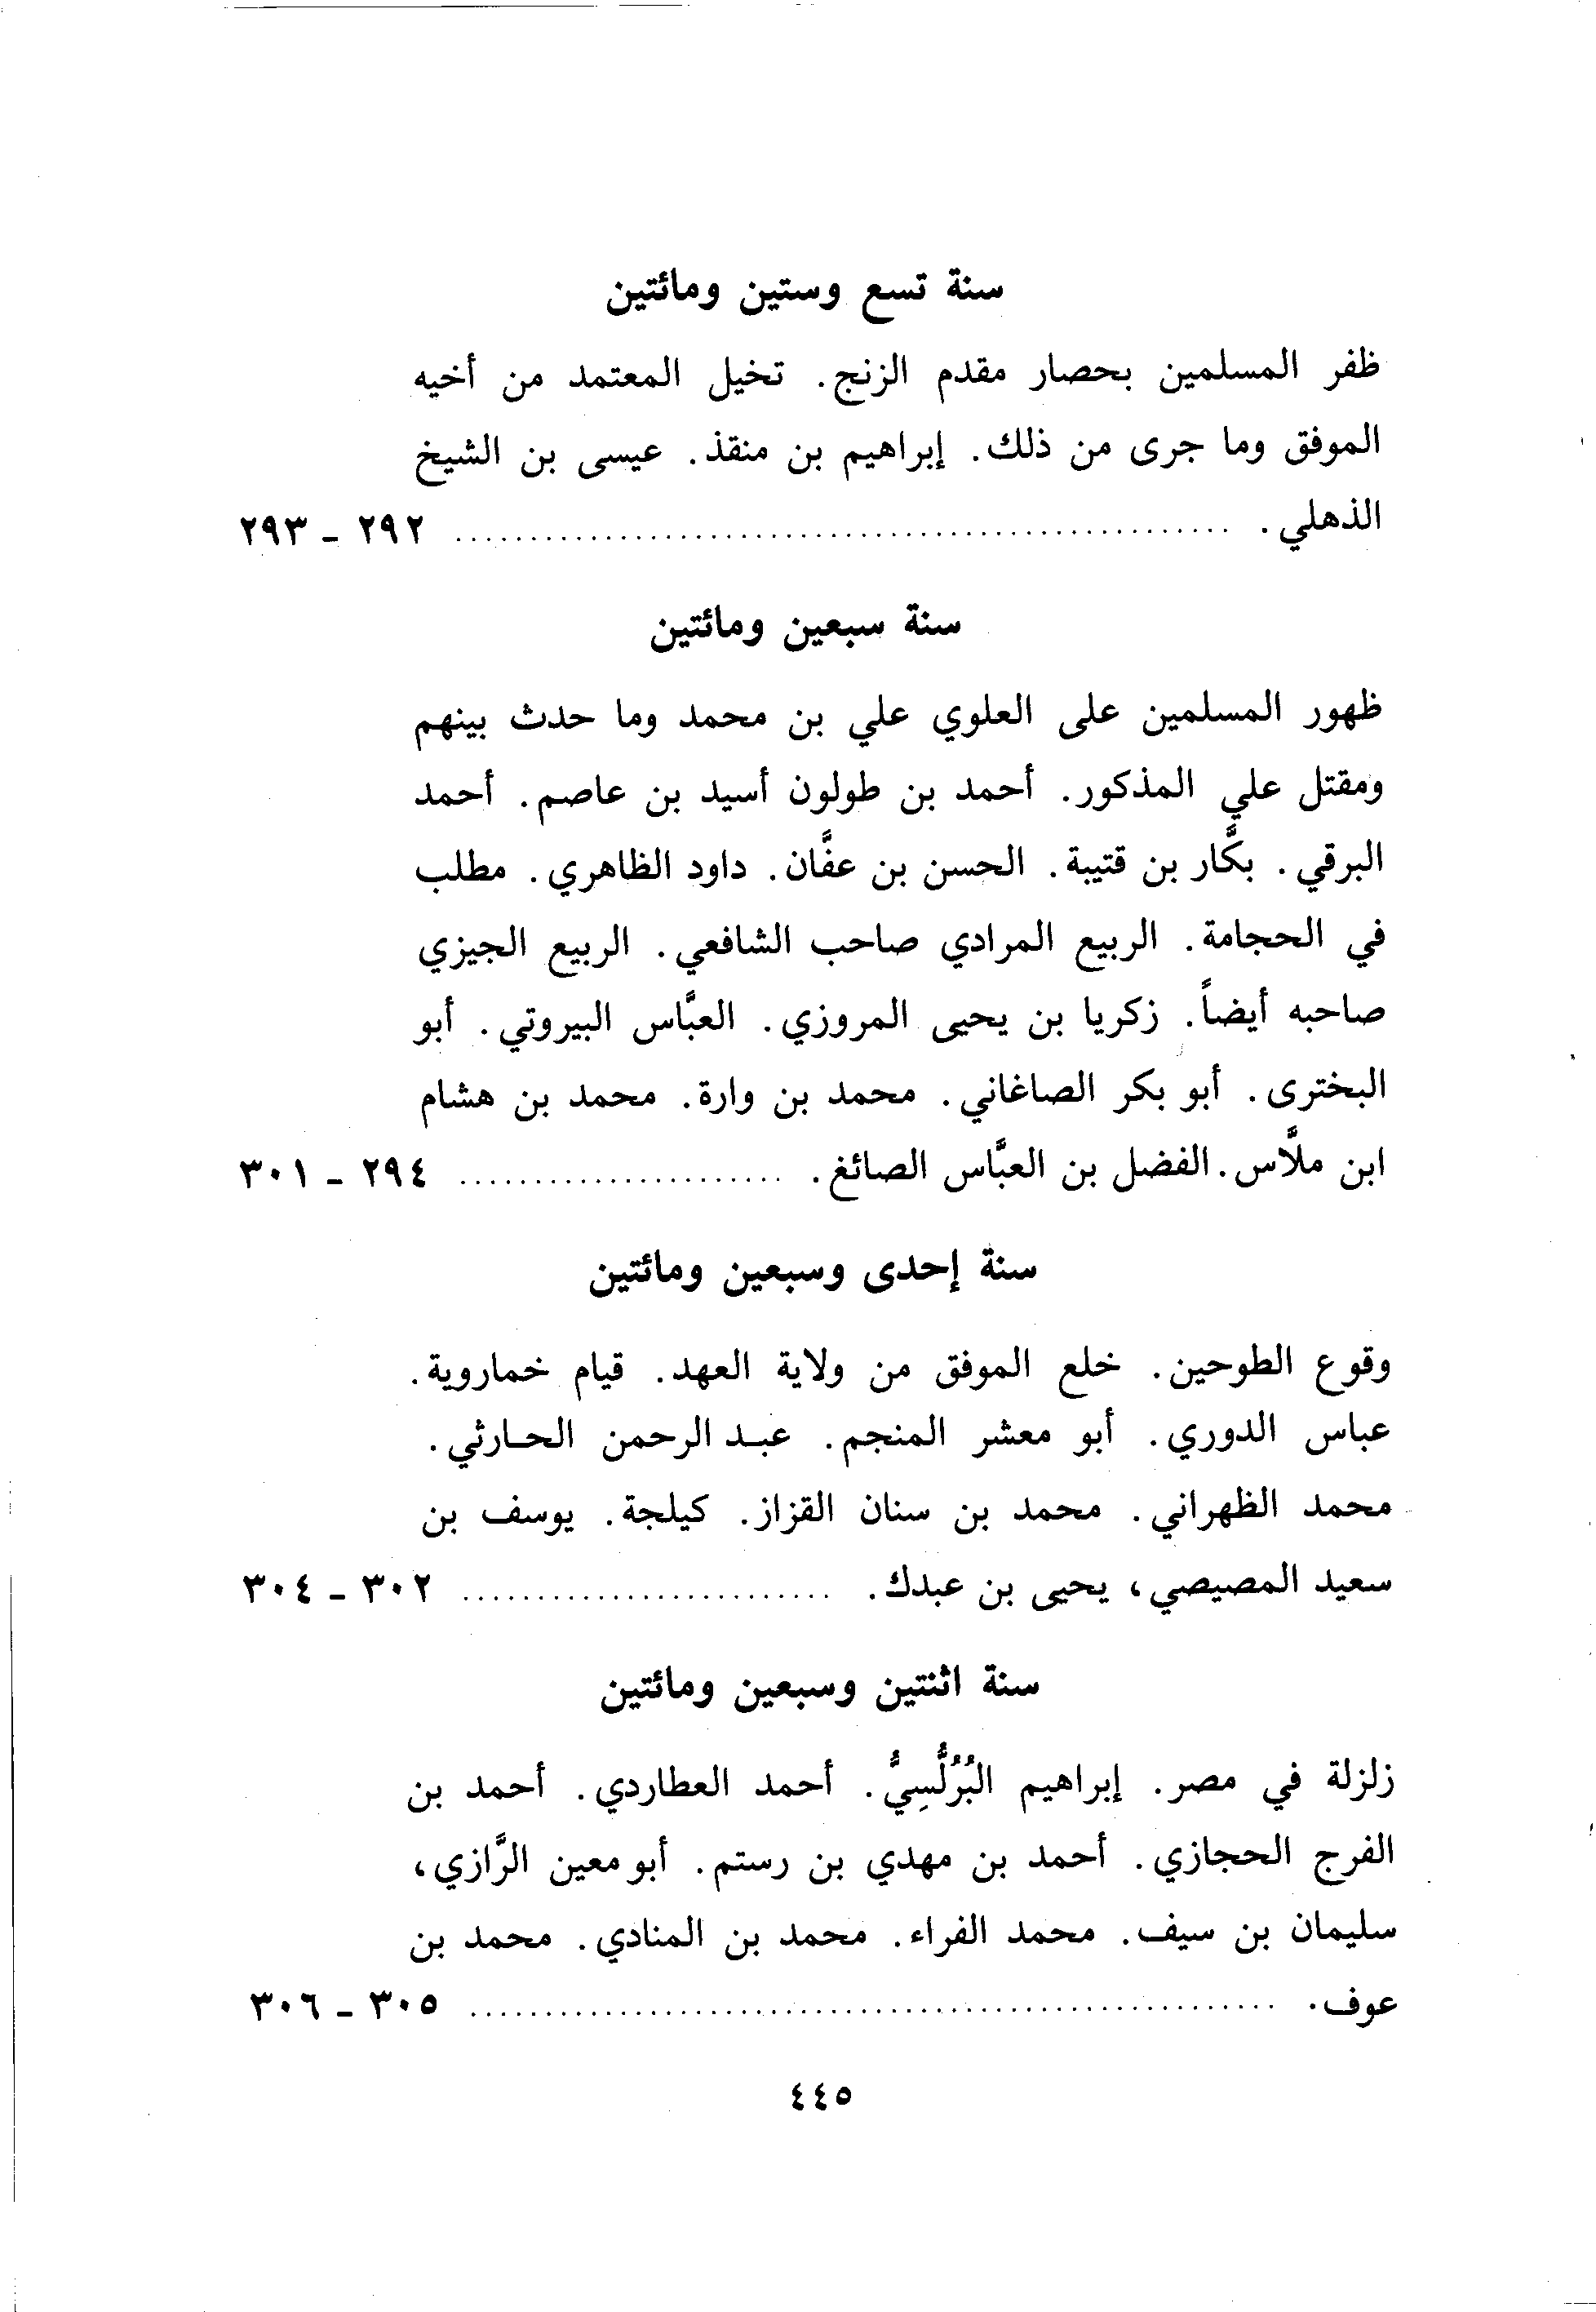 سنة تسع وستين ومائتين
ظفر المسلمين بحصار مقدم الزنج. تخيل المعتمد من أخيه
الموفق وما جرى من ذلك. إبراهيم بن منقذ. عيسى بن الشيخ
الذهلي. .................................................. ٢٩٢ - ٢٩٣
سنة سبعين ومائتين
ظهور المسلمين على العلوي علي بن محمد وما حدث بينهم
ومقتل علي المذكور. أحمد بن طولون أسيد بن عاصم. أحمد
البرقي. بكَّار بن قتيبة. الحسن بن عفَّان. داود الظاهري. مطلب
في الحجامة. الربيع المرادي صاحب الشافعي. الربيع الجيزي
صاحبه أيضاً. زكريا بن يحيى المروزي. العبَّاس البيروتي. أبو
البخترى. أبو بكر الصاغاني. محمد بن وارة. محمد بن هشام
ابن ملَّاس. الفضل بن العبَّاس الصائغ. ...................... ٢٩٤ - ٣٠١
سنة إحدى وسبعين ومائتين
وقوع الطوحين. خلع الموفق من ولاية العهد. قيام خماروية.
عباس الدوري. أبو معشر المنجم. عبد الرحمن الحارثي.
محمد الظهراني. محمد بن سنان القزاز. كيلجة. يوسف بن
سعيد المصيصي، يحيى بن عبدك. ........................ ٣٠٢ - ٣٠٤
سنة اثنتين وسبعين ومائتين
زلزلة في مصر. إبراهيم البُرُلُّسِيُّ. أحمد العطاردي. أحمد بن
الفرج الحجازي. أحمد بن مهدي بن رستم. أبو معين الرَّازي،
سليمان بن سيف. محمد الفراء. محمد بن المنادي. محمد بن
عوف. .................................................. ٣٠٥ - ٣٠٦
٤٤٥